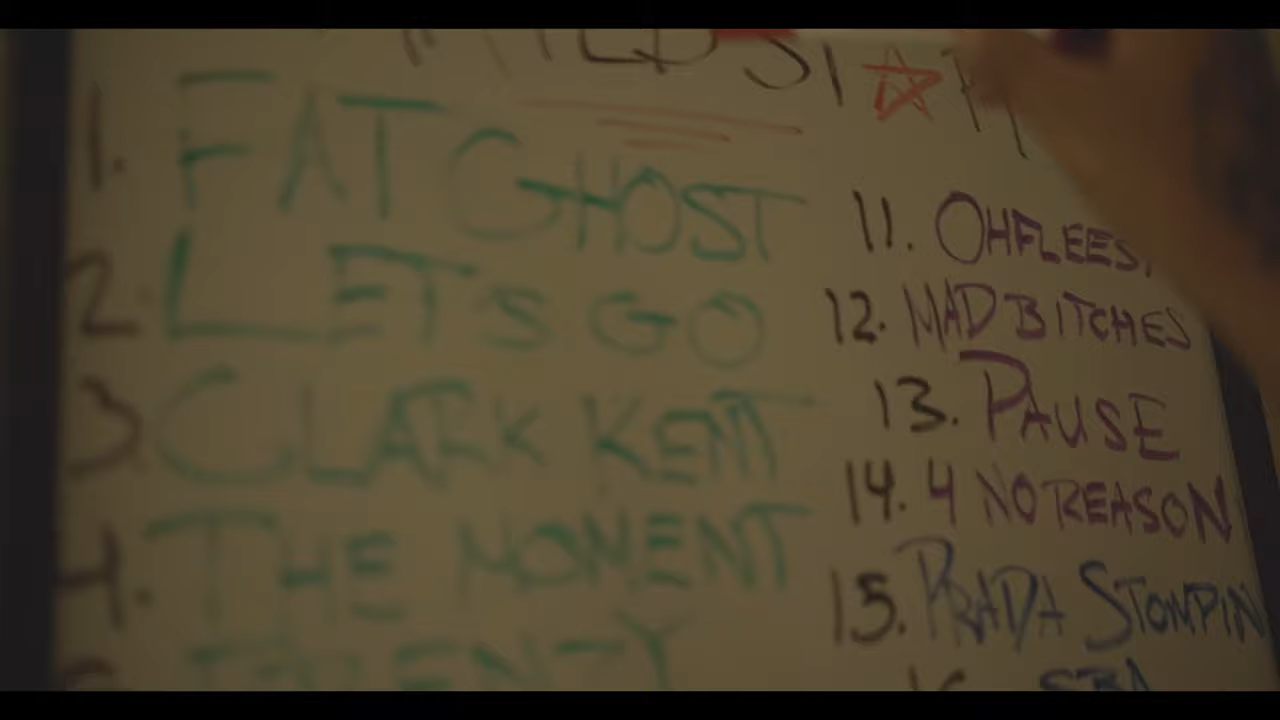 1. FAT GHOST
2. LET'S GO
3 CLARK KENT
4. THE MOMENT
11. OHFLEES.
12. MAD BITCHES
13. PAUSE
14. 4 NO REASON
15. PRADA STOMPIN